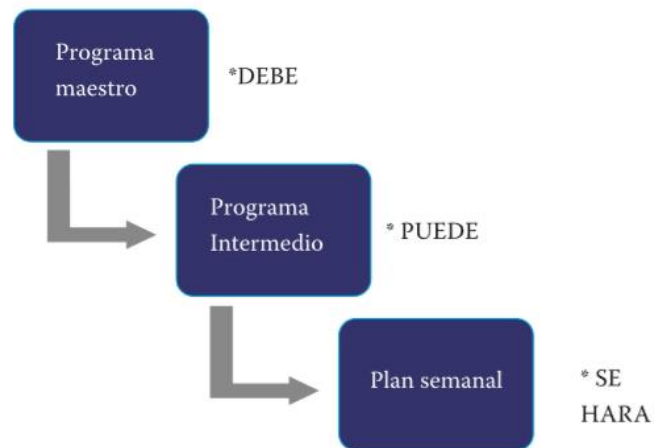 Programa
maestro
*DEBE
Programa
Intermedio
* PUEDE
Plan semanal
* SE
HARA